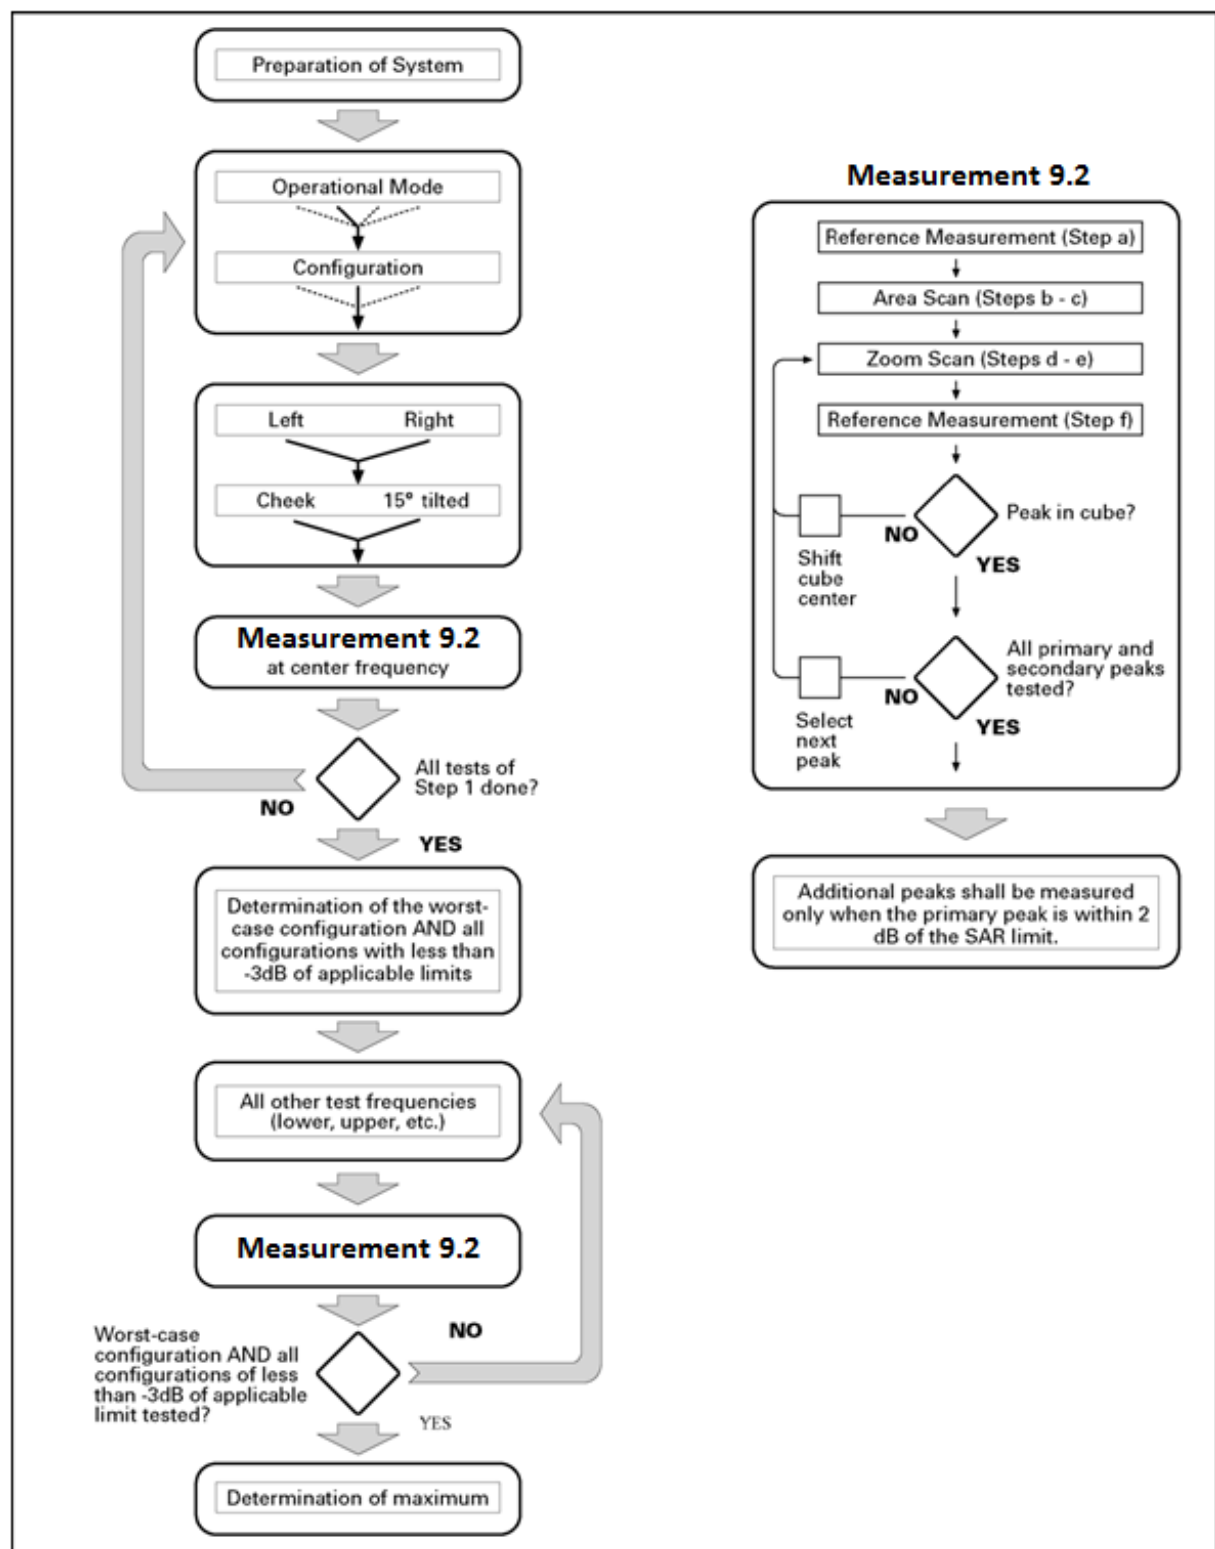 Preparation of System
Operational Mode
Configuration
Left Right
Cheek 15° tilted
Measurement 9.2
at center frequency
All tests of
Step 1 done?
NO
YES
Determination of the worst-
case configuration AND all
configurations with less than
-3dB of applicable limits
All other test frequencies
(lower, upper, etc.)
Measurement 9.2
NO
Worst-case
configuration AND all
configurations of less
than -3dB of applicable
limit tested?
YES
Determination of maximum
Measurement 9.2
Reference Measurement (Step a)
Area Scan (Steps b - c)
Zoom Scan (Steps d - e)
Reference Measurement (Step f)
Peak in cube?
NO
YES
Shift
cube
center
All primary and
secondary peaks
tested?
NO
YES
Select
next
peak
Additional peaks shall be measured
only when the primary peak is within 2
dB of the SAR limit.